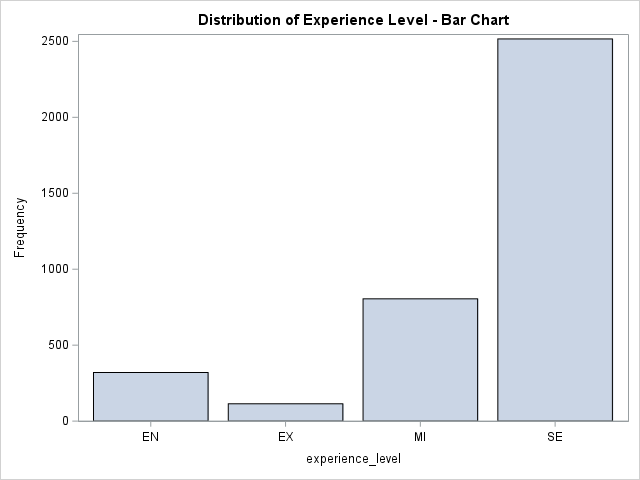 Distribution of Experience Level - Bar Chart
2500
2000
1500
1000
500
0
Frequency
EN EX MI SE
experience_level